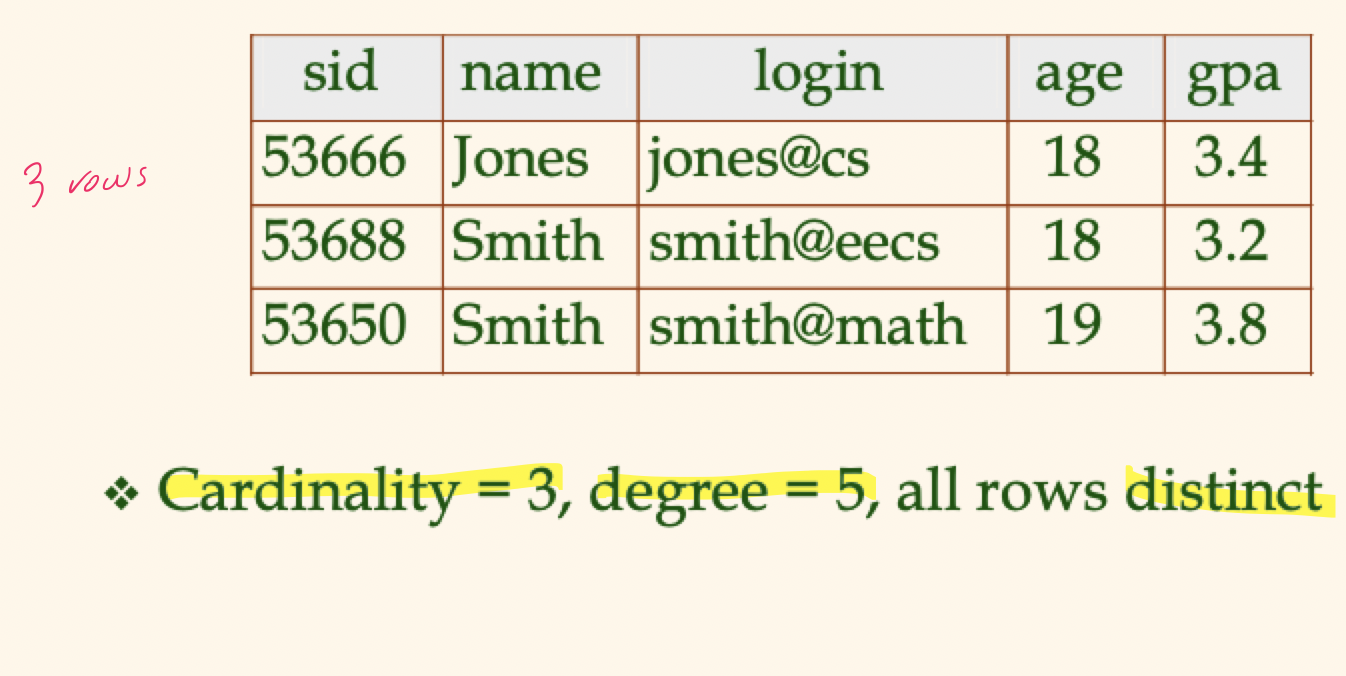 sid name login age gpa
53666 Jones jones@cs 18 3.4
3 rows
53688 Smith smith@eecs 18 3.2
53650 Smith smith@math 19 3.8
❖ Cardinality = 3, degree = 5, all rows distinct